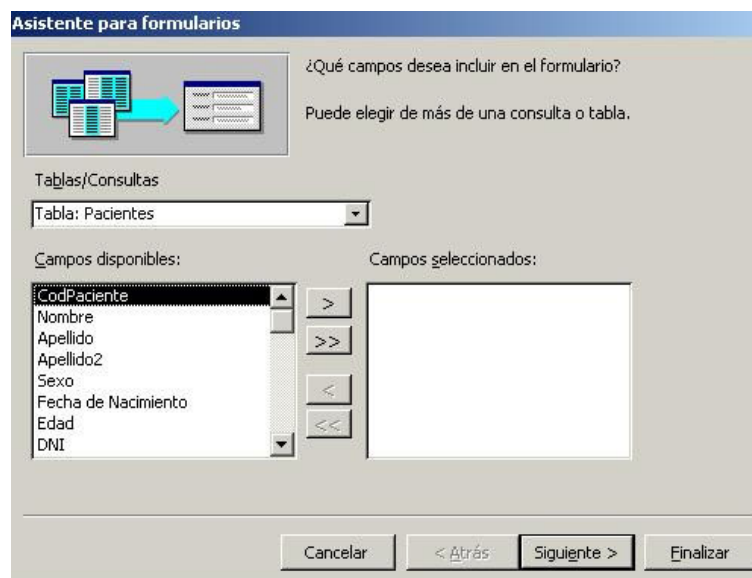 Asistente para formularios
¿Qué campos desea incluir en el formulario?
Puede elegir de más de una consulta o tabla.
Tablas/Consultas
Tabla: Pacientes
Campos disponibles:
Campos seleccionados:
CodPaciente
Nombre
Apellido
Apellido2
Sexo
Fecha de Nacimiento
Edad
DNI
>
>>
<
<<
Cancelar
< Atrás
Siguiente >
Finalizar